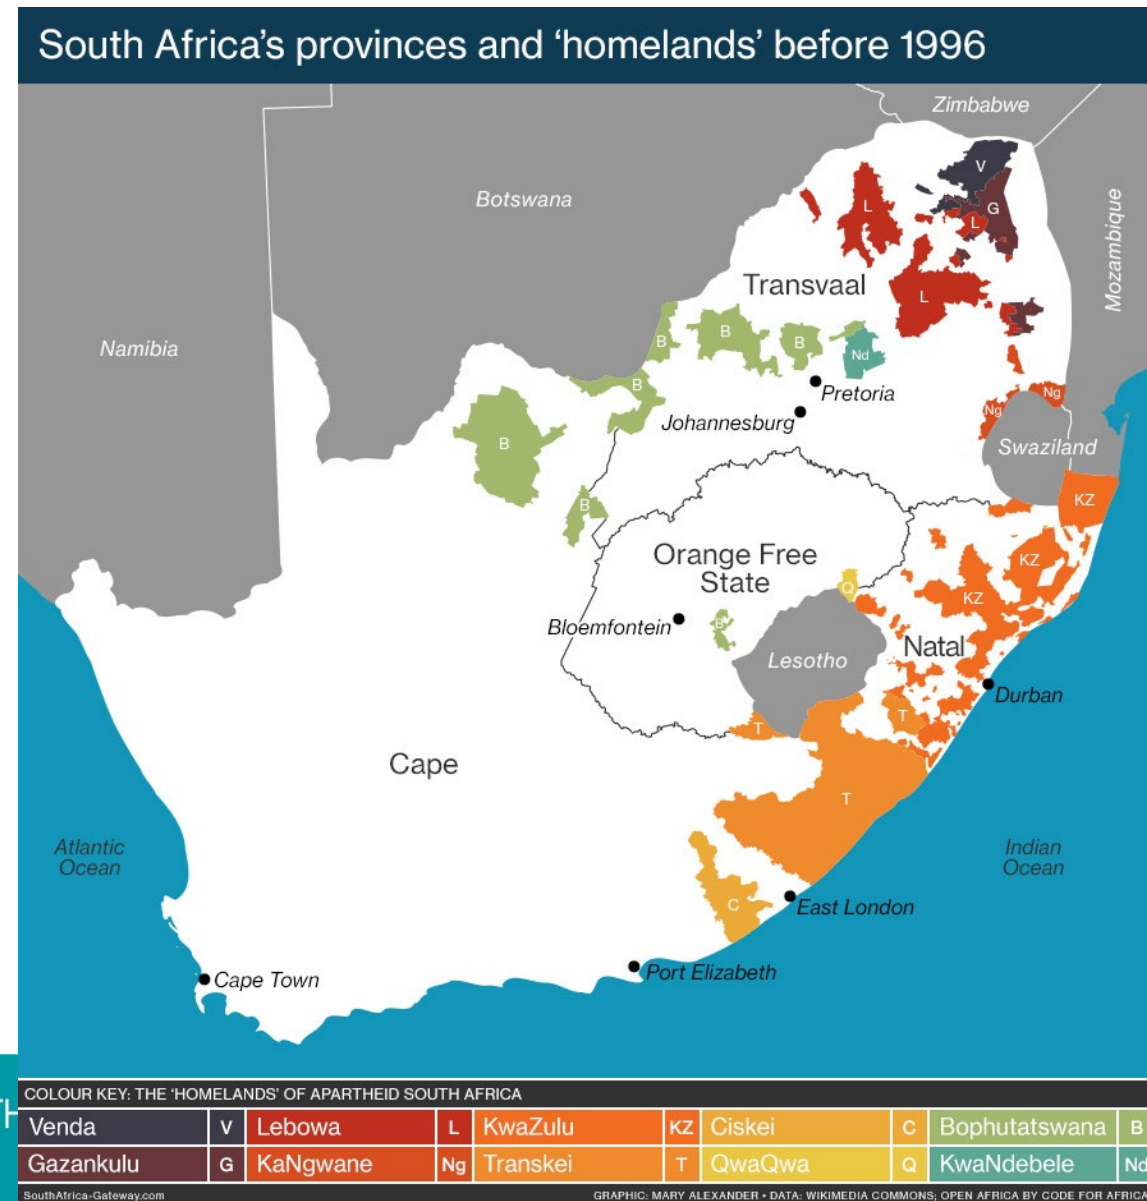 South Africa's provinces and 'homelands' before 1996
Zimbabwe
Botswana
Mozambique
Namibia
V
G
L
L
L
Transvaal
B
B
B
Nd
B
Pretoria
Johannesburg
Ng
Ng
Swaziland
B
B
KZ
KZ
KZ
Orange Free
State
Q
Bloemfontein
B
Lesotho
Natal
Durban
T
T
T
Cape
Atlantic
Ocean
Indian
Ocean
C
East London
Port Elizabeth
Cape Town
COLOUR KEY: THE 'HOMELANDS' OF APARTHEID SOUTH AFRICA
Venda V Lebowa L KwaZulu KZ Ciskei C Bophutatswana B
Gazankulu G KaNgwane Ng Transkei T QwaQwa Q KwaNdebele Nd
SouthAfrica-Gateway.com GRAPHIC: MARY ALEXANDER • DATA: WIKIMEDIA COMMONS; OPEN AFRICA BY CODE FOR AFRICA